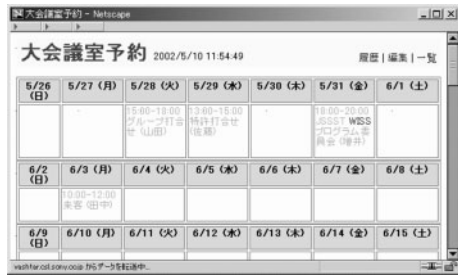 大会議室予約 - Netscape
大会議室予約 2002/5/10 11:54:49
履歴 | 編集 | 一覧
5/26 (日) 5/27 (月) 5/28 (火) 5/29 (水) 5/30 (木) 5/31 (金) 6/1 (土)
15:00-18:00 13:00-15:00 18:00-20:00
グループ打合 特許打合せ JSSST WISS
せ (山田) (佐藤) プログラム委
員会 (増井)
6/2 (日) 6/3 (月) 6/4 (火) 6/5 (水) 6/6 (木) 6/7 (金) 6/8 (土)
10:00-12:00
来客 (田中)
6/9 (日) 6/10 (月) 6/11 (火) 6/12 (水) 6/13 (木) 6/14 (金) 6/15 (土)
からデータを転送中...